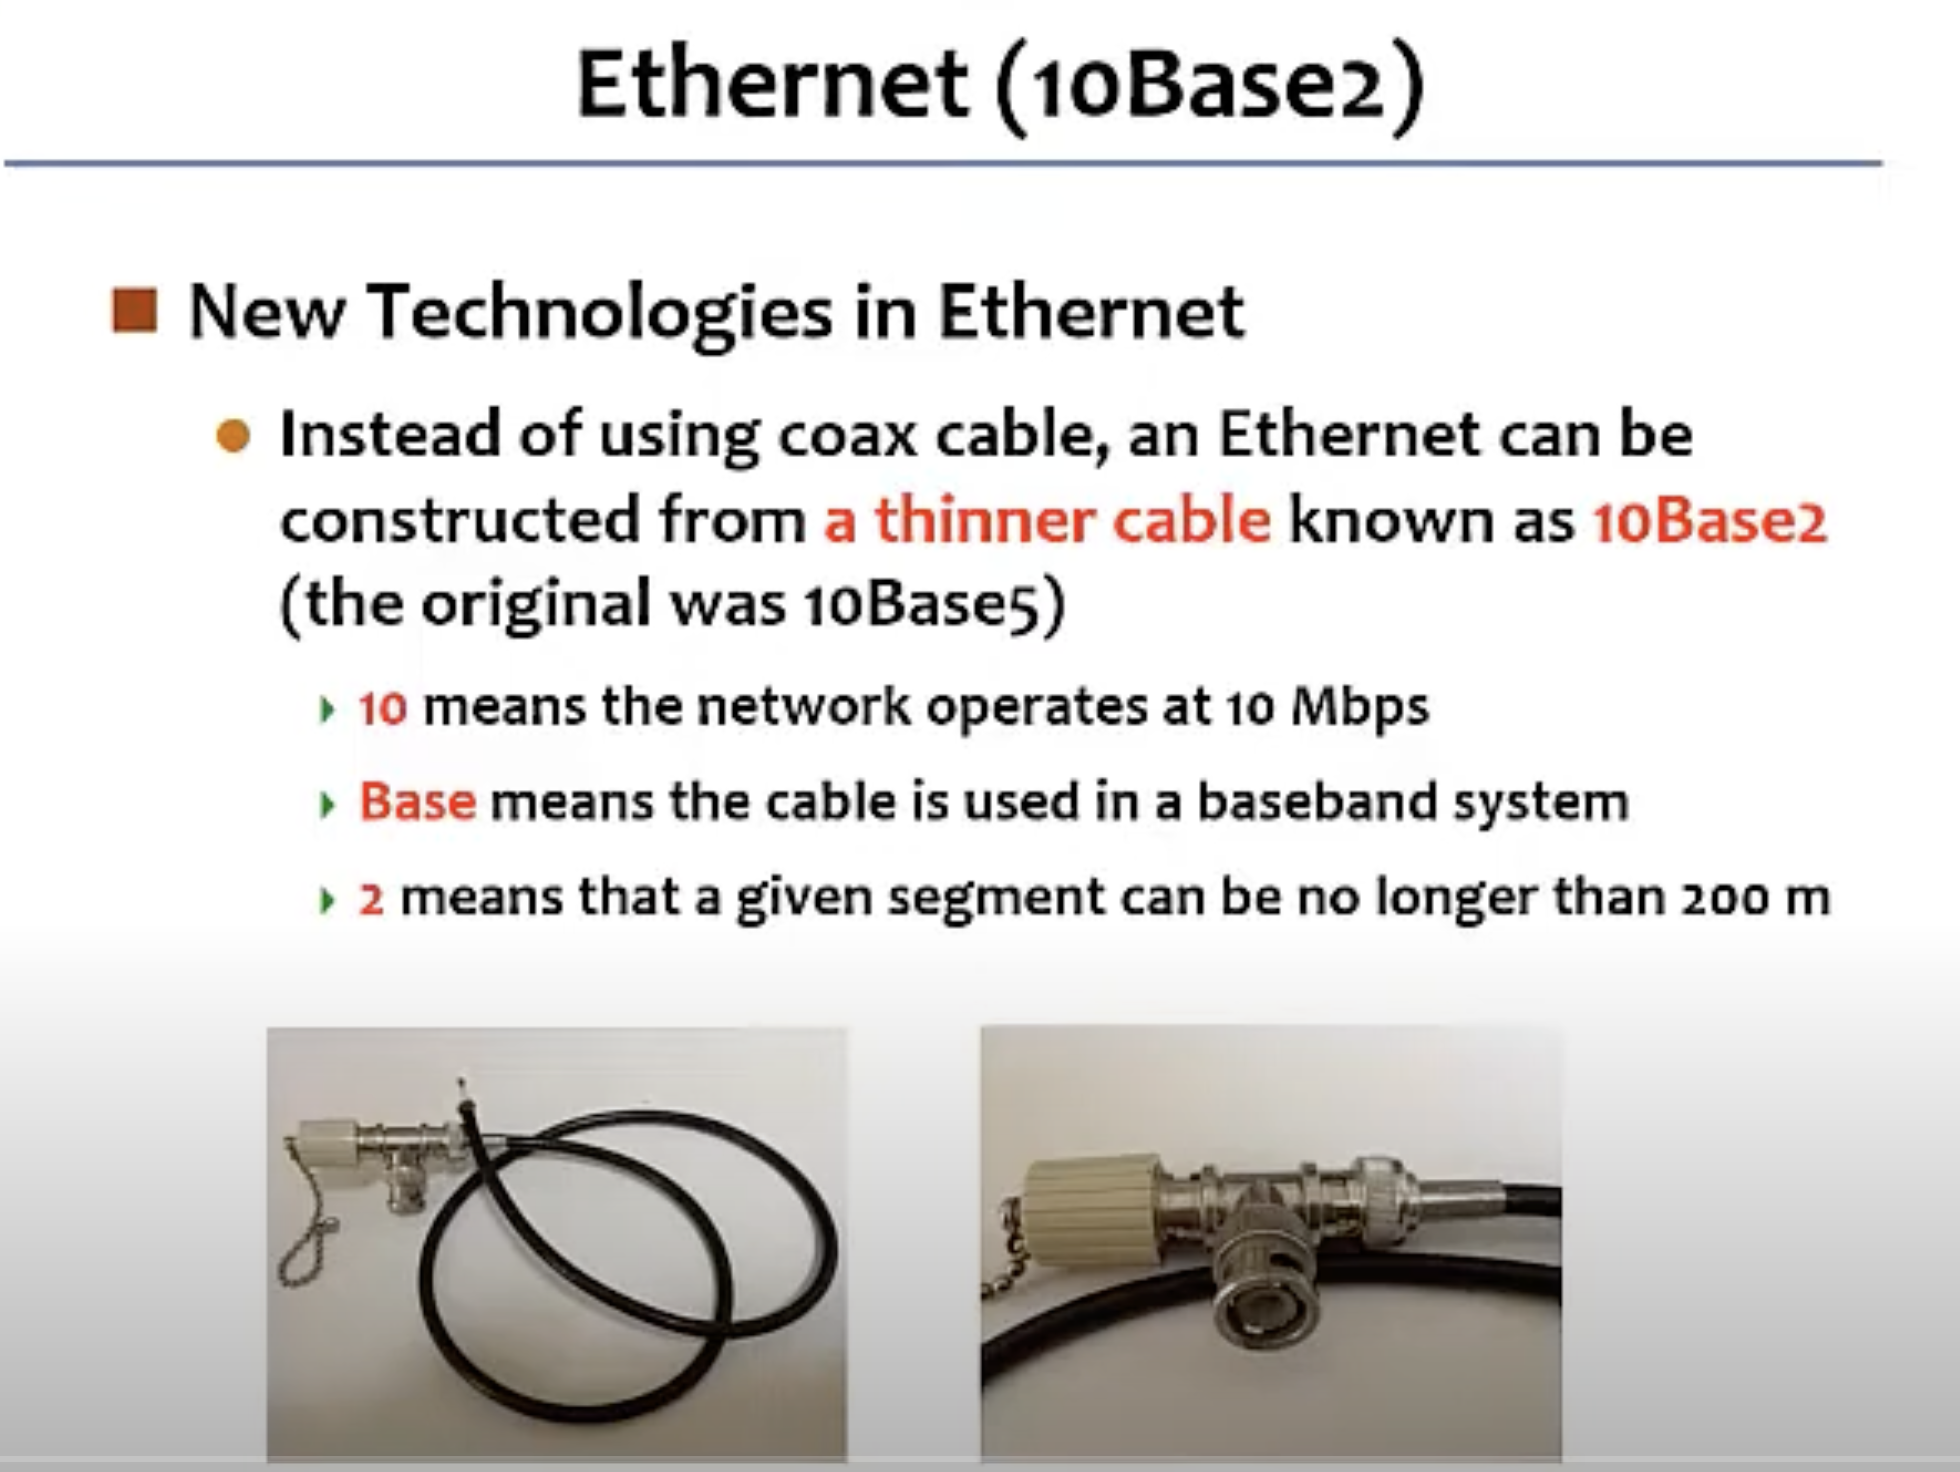 Ethernet (10Base2)
New Technologies in Ethernet
Instead of using coax cable, an Ethernet can be
constructed from a thinner cable known as 10Base2
(the original was 10Base5)
10 means the network operates at 10 Mbps
Base means the cable is used in a baseband system
2 means that a given segment can be no longer than 200 m